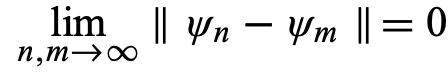 lim_{n,m→∞} ‖ ψ_n − ψ_m ‖ = 0